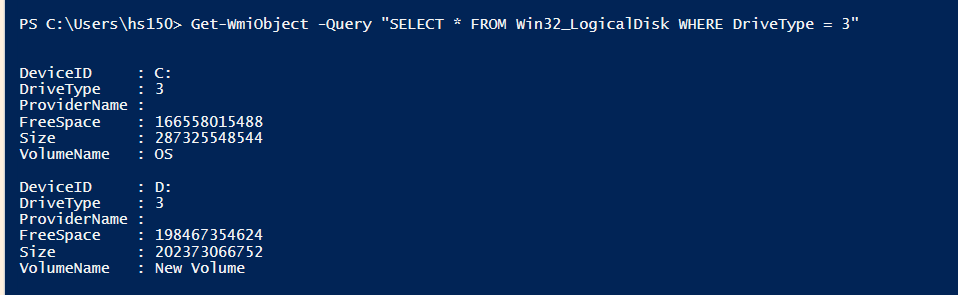 PS C:\Users\hs150> Get-WmiObject -Query "SELECT * FROM Win32_LogicalDisk WHERE DriveType = 3"
DeviceID     : C:
DriveType    : 3
ProviderName :
FreeSpace    : 166558015488
Size         : 287325548544
VolumeName   : OS
DeviceID     : D:
DriveType    : 3
ProviderName :
FreeSpace    : 198467354624
Size         : 202373066752
VolumeName   : New Volume